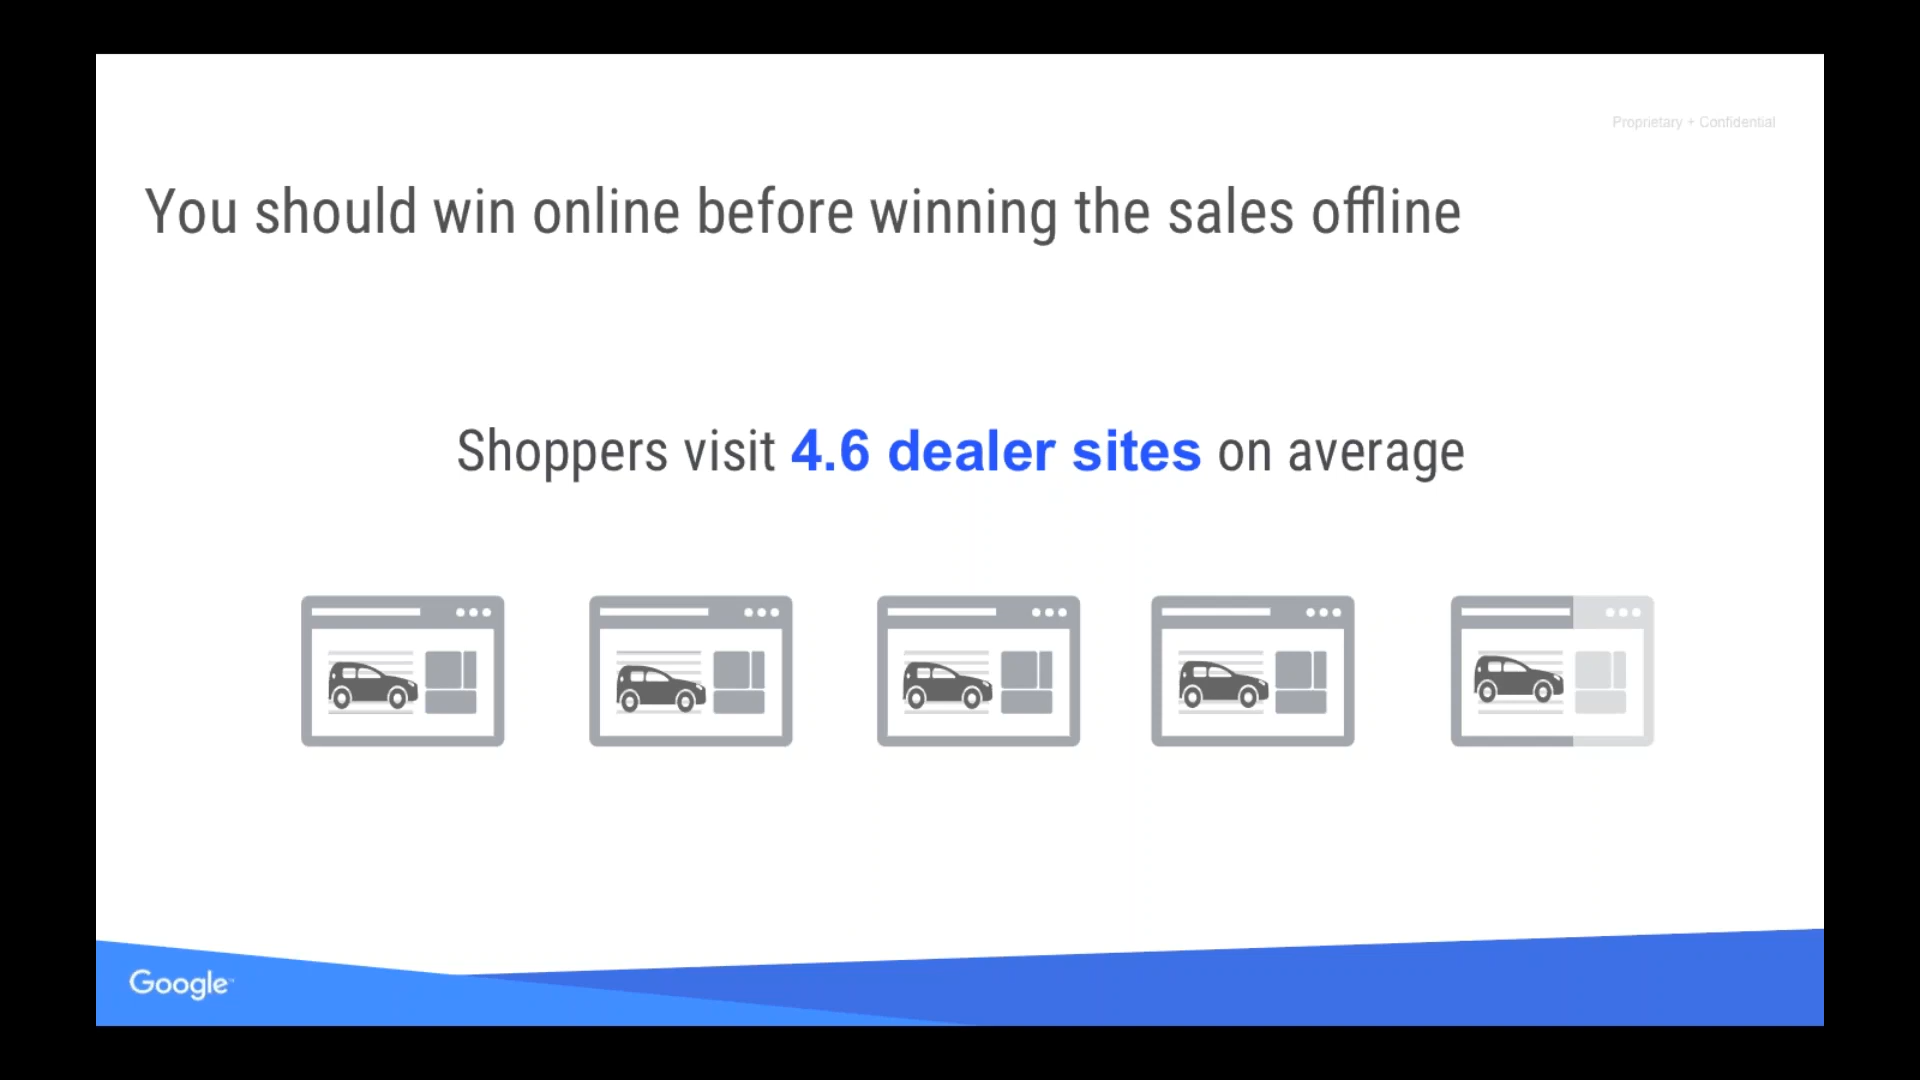 Proprietary + Confidential
You should win online before winning the sales offline
Shoppers visit 4.6 dealer sites on average
Google